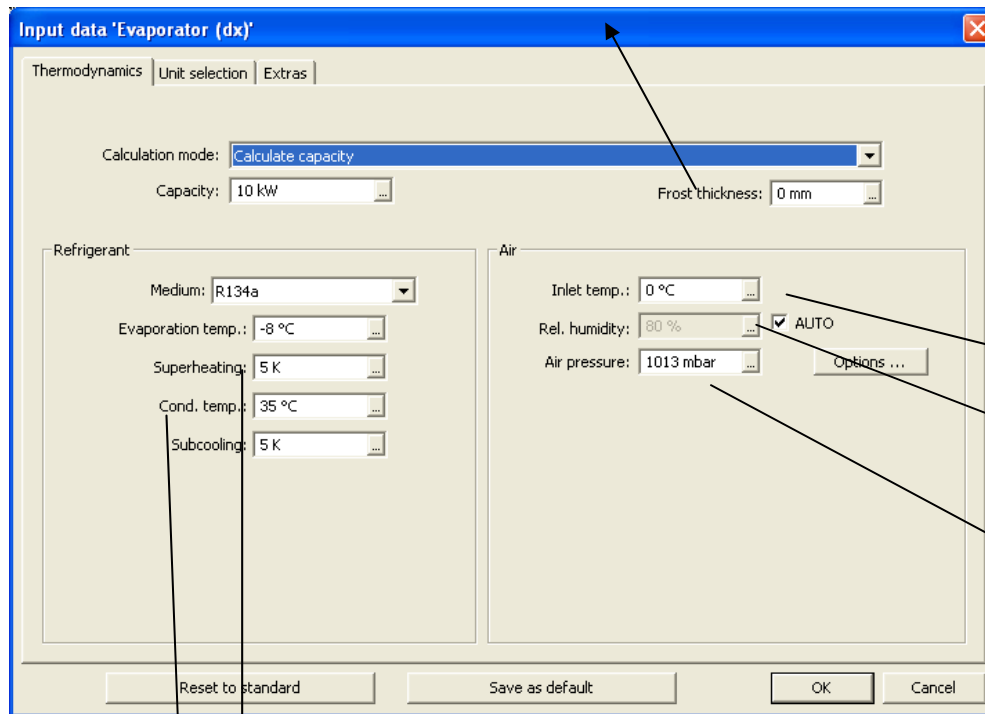 Input data 'Evaporator (dx)'
Thermodynamics Unit selection Extras
Calculation mode: Calculate capacity
Capacity: 10 kW ... Frost thickness: 0 mm ...
Refrigerant
Medium: R134a
Evaporation temp.: -8 °C ...
Superheating: 5 K ...
Cond. temp.: 35 °C ...
Subcooling: 5 K ...
Air
Inlet temp.: 0 °C ...
Rel. humidity: 80 % ... AUTO
Air pressure: 1013 mbar ... Options ...
Reset to standard Save as default OK Cancel